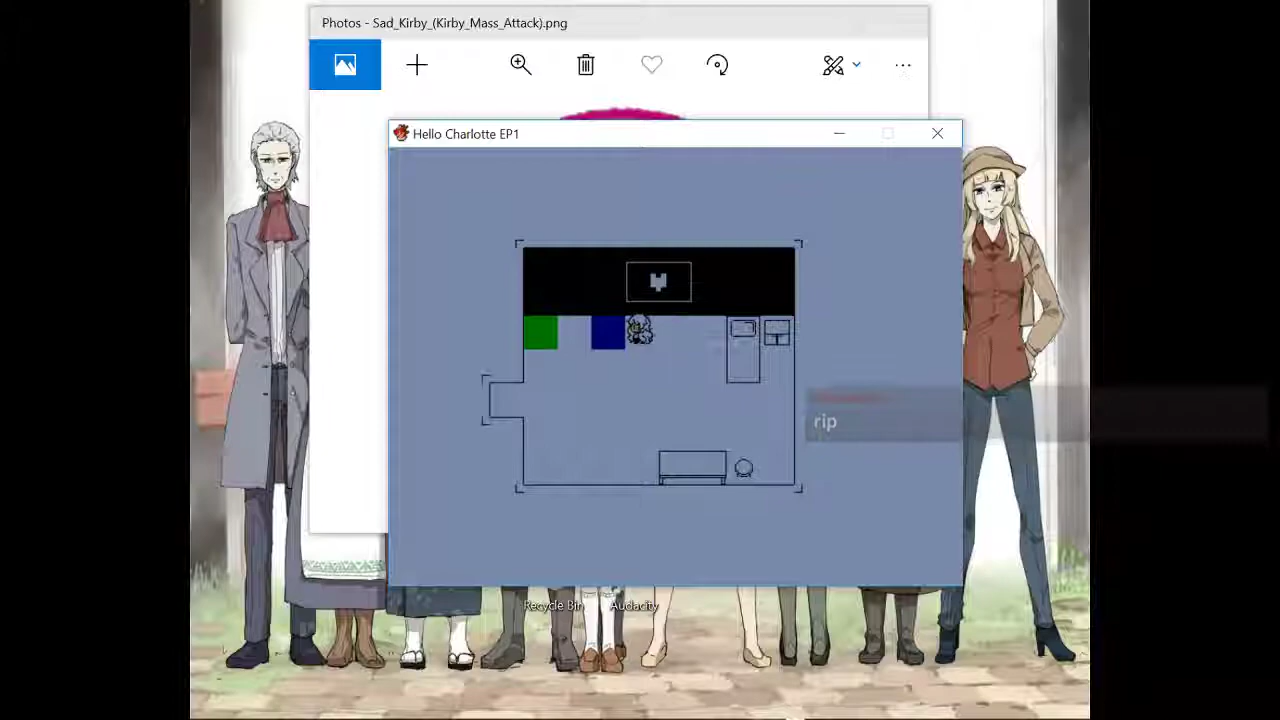 Photos - Sad_Kirby_(Kirby_Mass_Attack).png
Hello Charlotte EP1
rip
Recycle Bin
Audacity